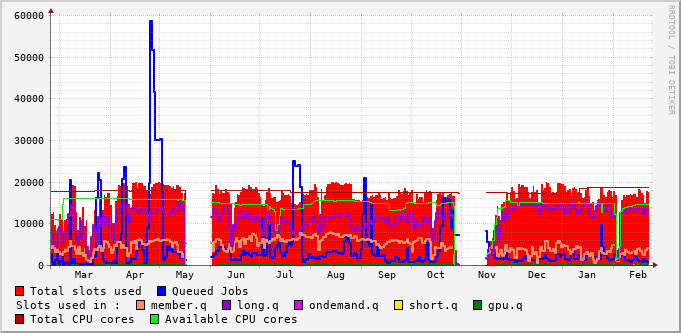 RRDTOOL / TOBI OETIKER
60000
50000
40000
30000
20000
10000
0
Mar Apr May Jun Jul Aug Sep Oct Nov Dec Jan Feb
Total slots used Queued Jobs
Slots used in : member.q long.q ondemand.q short.q gpu.q
Total CPU cores Available CPU cores